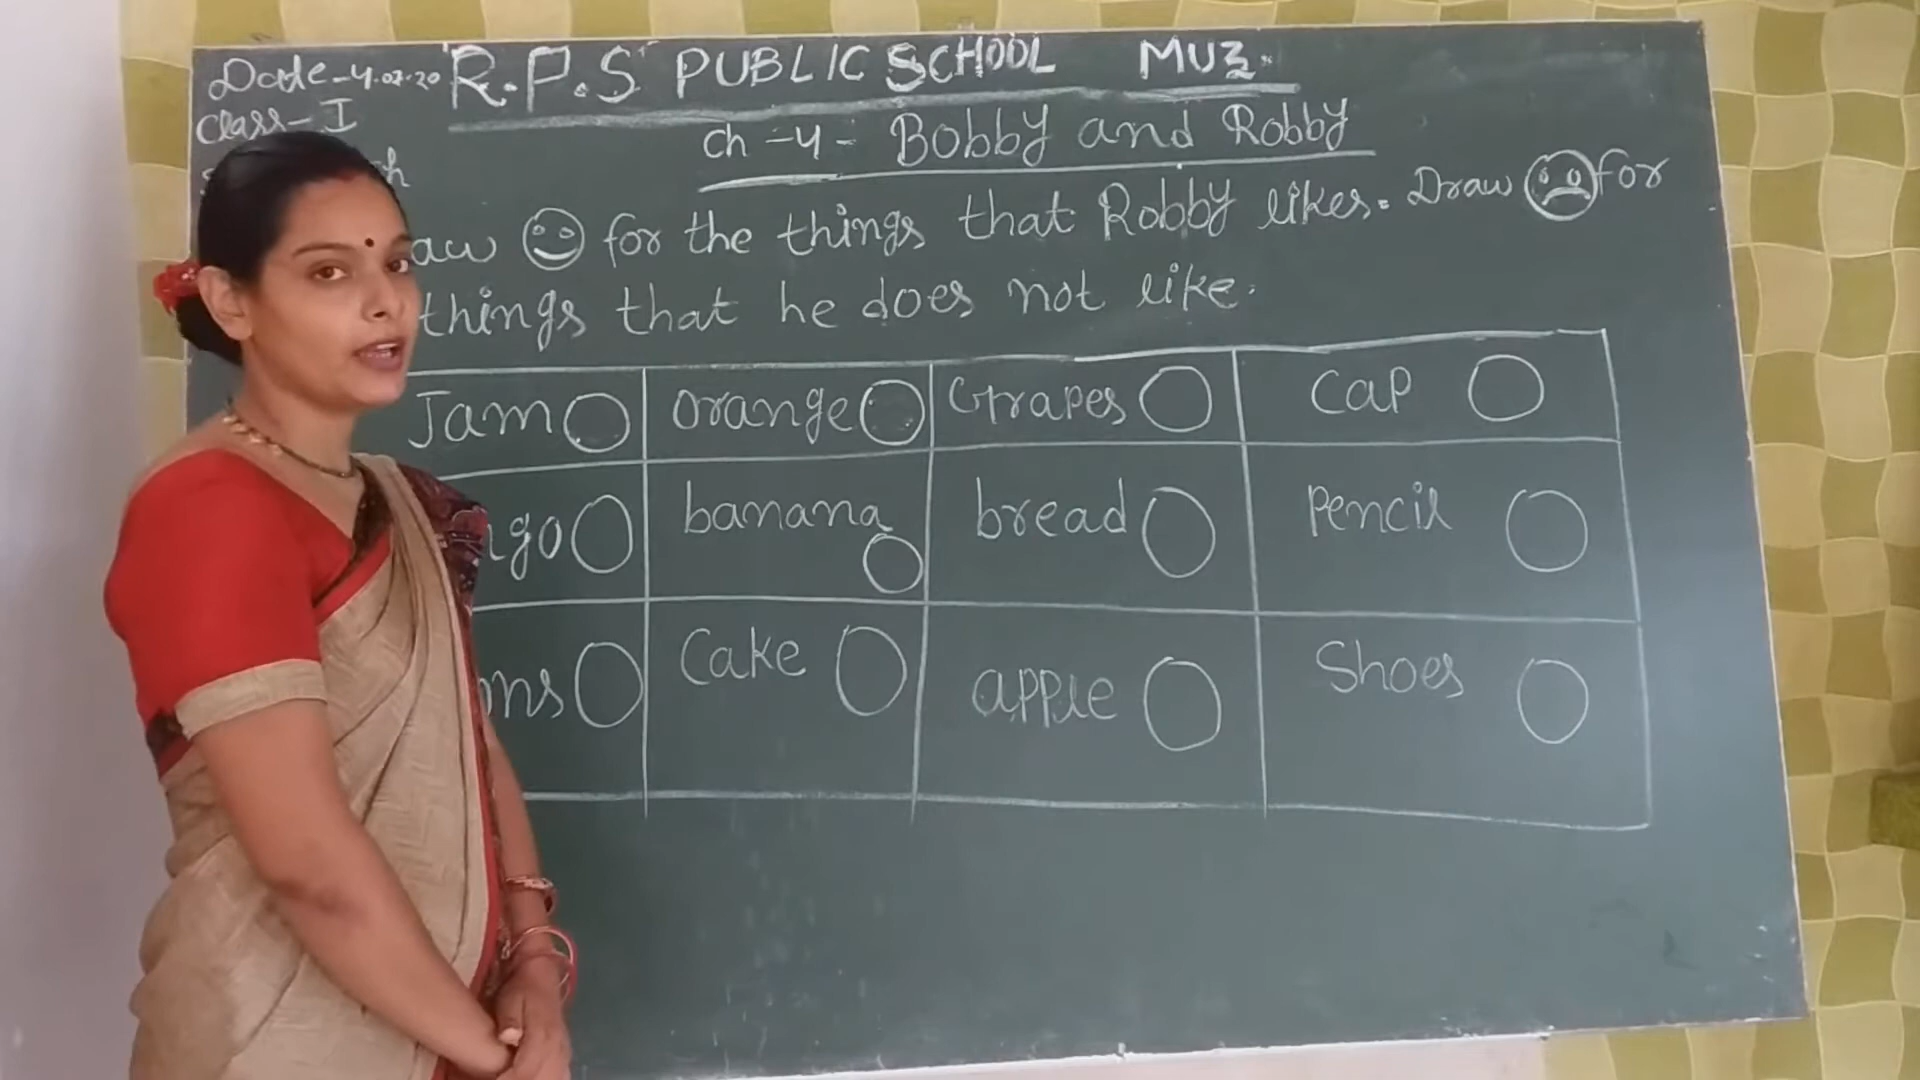 Date-4.07.20 "R.P.S" PUBLIC SCHOOL MUZ.
Class-I
ch-4- Bobby and Robby
aw for the things that Robby likes. Draw for
things that he does not like.
Jam orange Grapes Cap
go banana bread Pencil
ms Cake apple Shoes